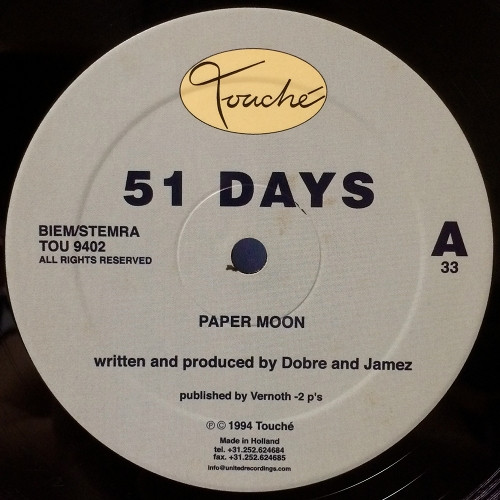 Touché
51 DAYS
BIEM/STEMRA
TOU 9402
ALL RIGHTS RESERVED
A
33
PAPER MOON
written and produced by Dobre and Jamez
published by Vernoth -2 p's
℗ © 1994 Touché
Made in Holland
tel. +31.252.624684
fax. +31.252.624685
info@unitedrecordings.com